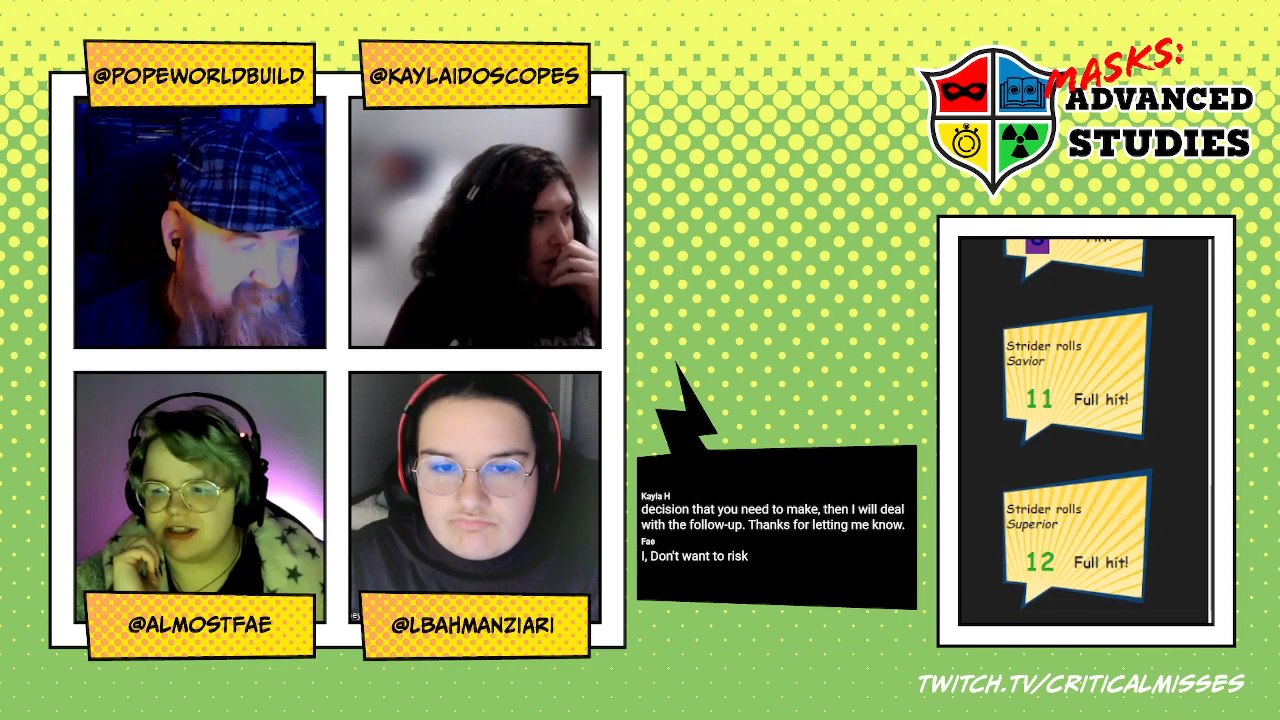 @POPEWORLDBUILD
@KAYLAIDOSCOPES
@ALMOSTFAE
@LBAHMANZIARI
Kayla H
decision that you need to make, then I will deal
with the follow-up. Thanks for letting me know.
Fae
I, Don't want to risk
MASKS:
ADVANCED
STUDIES
Strider rolls
Savior
11 Full hit!
Strider rolls
Superior
12 Full hit!
TWITCH.TV/CRITICALMISSES